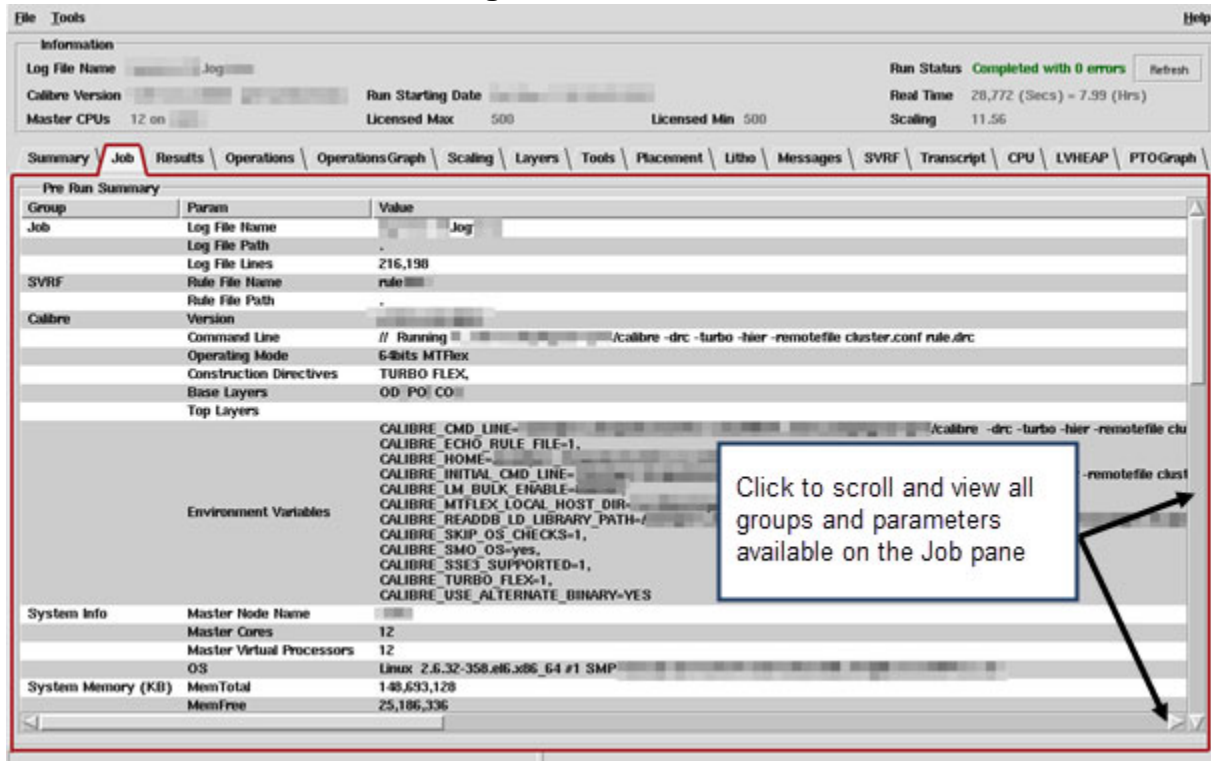 File Tools Help
Information
Log File Name .log Run Status Completed with 0 errors Refresh
Calibre Version Run Starting Date Real Time 28,772 (Secs) = 7.99 (Hrs)
Master CPUs 12 on Licensed Max 500 Licensed Min 500 Scaling 11.56
Summary Job Results Operations OperationsGraph Scaling Layers Tools Placement Litho Messages SVRF Transcript CPU LVHEAP PTOGraph
Pre Run Summary
Group Param Value
Job Log File Name .log
Log File Path .
Log File Lines 216,198
SVRF Rule File Name rule
Rule File Path .
Calibre Version
Command Line // Running /calibre -drc -turbo -hier -remotefile cluster.conf rule.drc
Operating Mode 64bits MTFlex
Construction Directives TURBO FLEX,
Base Layers OD PO CO
Top Layers
Environment Variables CALIBRE_CMD_LINE= /calibre -drc -turbo -hier -remotefile clu
CALIBRE_ECHO_RULE_FILE=1,
CALIBRE_HOME=
CALIBRE_INITIAL_CMD_LINE= -remotefile clust
CALIBRE_LM_BULK_ENABLE=
CALIBRE_MTFLEX_LOCAL_HOST_DIR=
CALIBRE_READDB_LD_LIBRARY_PATH=/
CALIBRE_SKIP_OS_CHECKS=1,
CALIBRE_SMO_OS=yes,
CALIBRE_SSE3_SUPPORTED=1,
CALIBRE_TURBO_FLEX=1,
CALIBRE_USE_ALTERNATE_BINARY=YES
Click to scroll and view all
groups and parameters
available on the Job pane
System Info Master Node Name
Master Cores 12
Master Virtual Processors 12
OS Linux 2.6.32-358.el6.x86_64 #1 SMP
System Memory (KB) MemTotal 148,693,128
MemFree 25,186,336